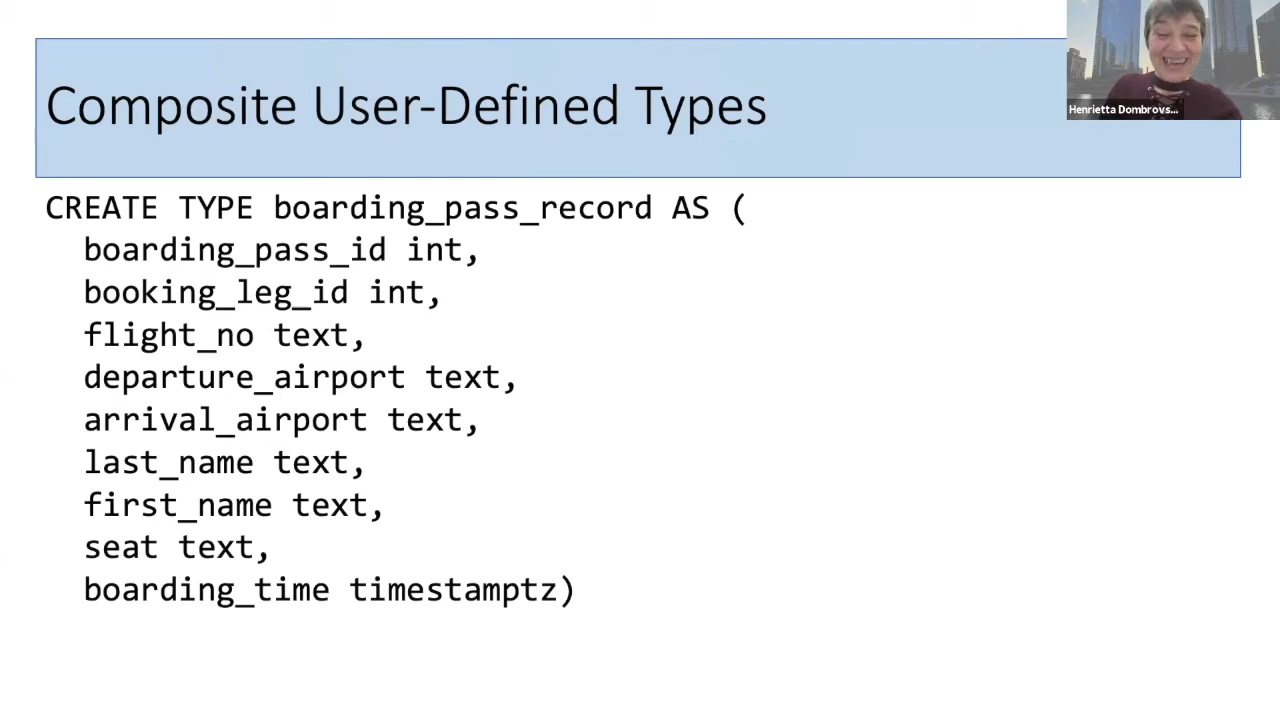 Composite User-Defined Types
Henrietta Dombrovs...
CREATE TYPE boarding_pass_record AS (
boarding_pass_id int,
booking_leg_id int,
flight_no text,
departure_airport text,
arrival_airport text,
last_name text,
first_name text,
seat text,
boarding_time timestamptz)